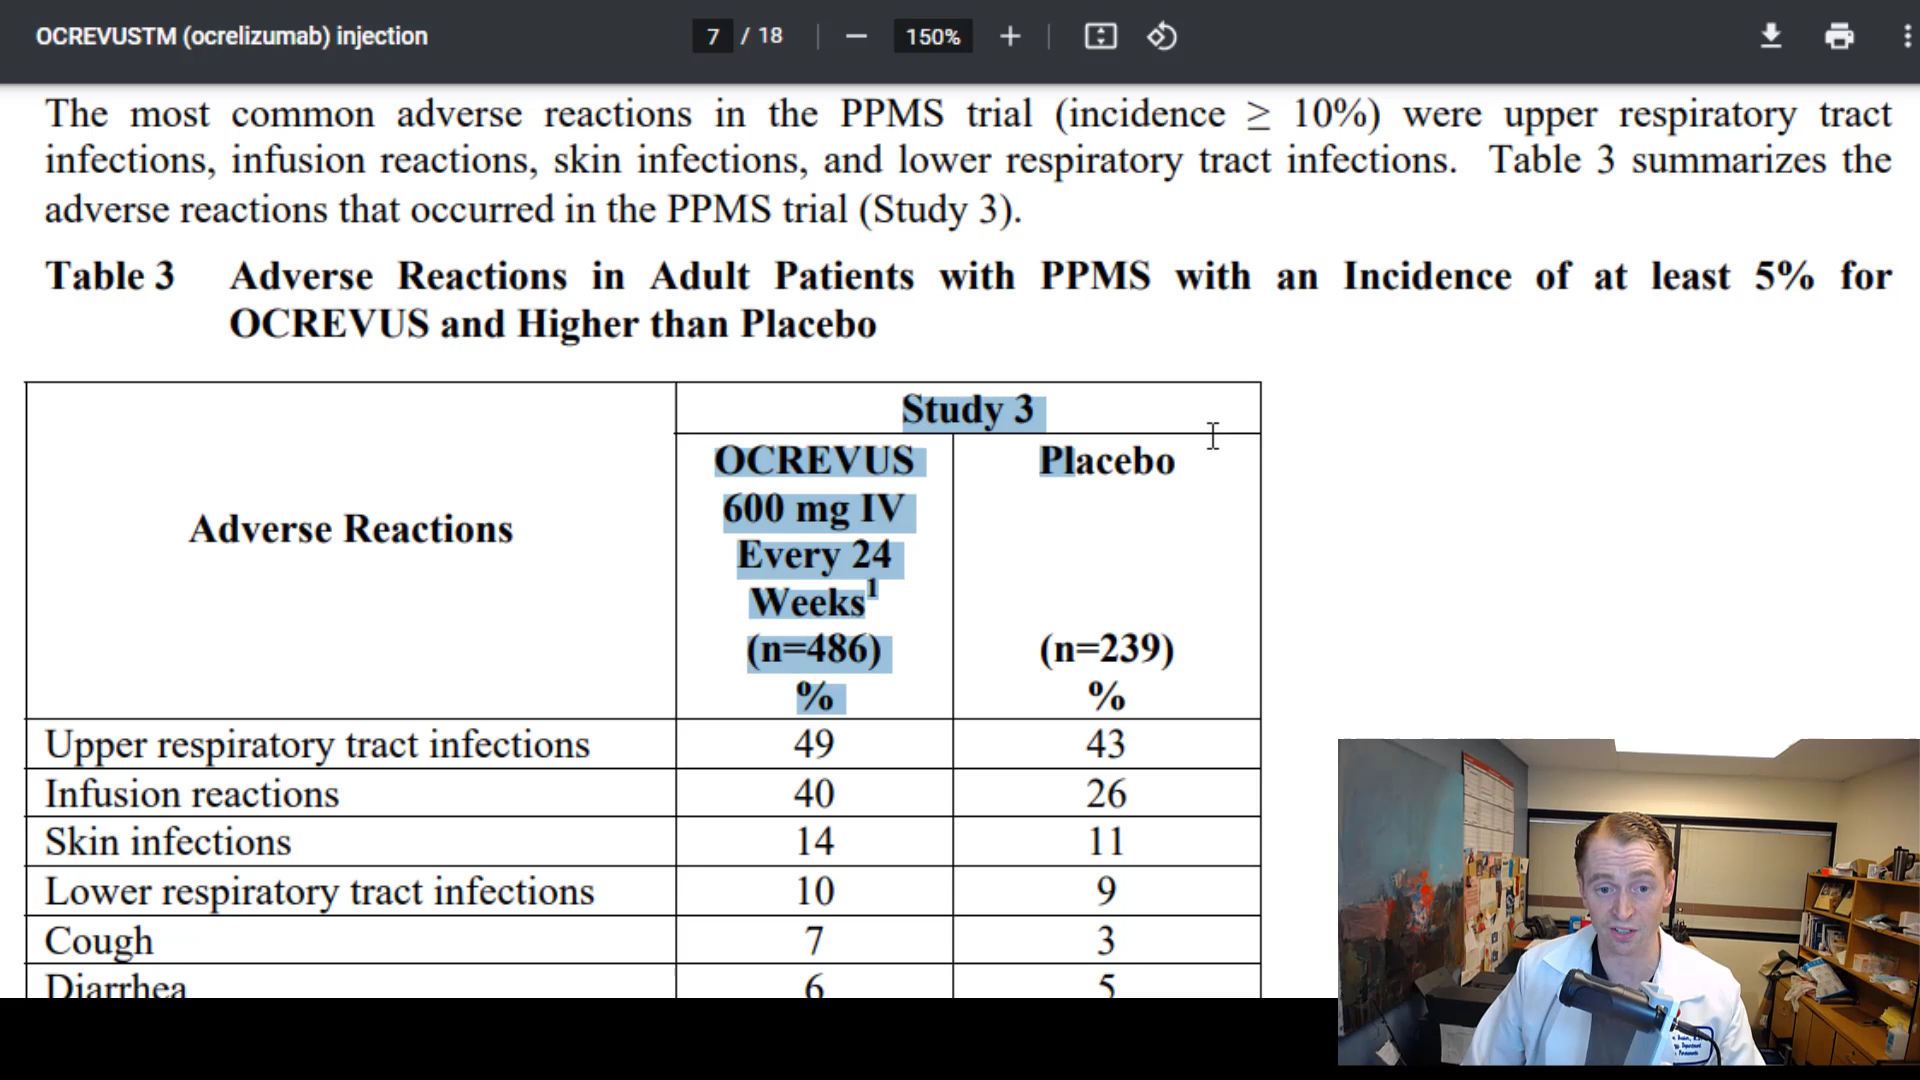 OCREVUSTM (ocrelizumab) injection
7 / 18
150%
The most common adverse reactions in the PPMS trial (incidence ≥ 10%) were upper respiratory tract
infections, infusion reactions, skin infections, and lower respiratory tract infections. Table 3 summarizes the
adverse reactions that occurred in the PPMS trial (Study 3).
Table 3 Adverse Reactions in Adult Patients with PPMS with an Incidence of at least 5% for
OCREVUS and Higher than Placebo
Study 3
Adverse Reactions
OCREVUS
600 mg IV
Every 24
Weeks¹
(n=486)
%
Placebo
(n=239)
%
Upper respiratory tract infections 49 43
Infusion reactions 40 26
Skin infections 14 11
Lower respiratory tract infections 10 9
Cough 7 3
Diarrhea 6 5